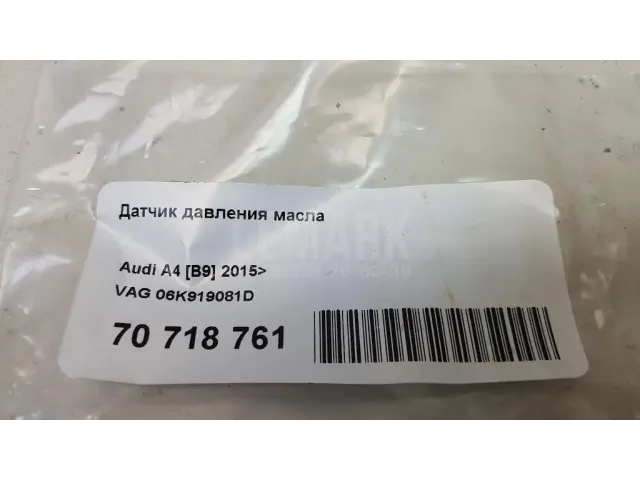 Датчик давления масла
Audi A4 [B9] 2015>
VAG 06K919081D
70 718 761